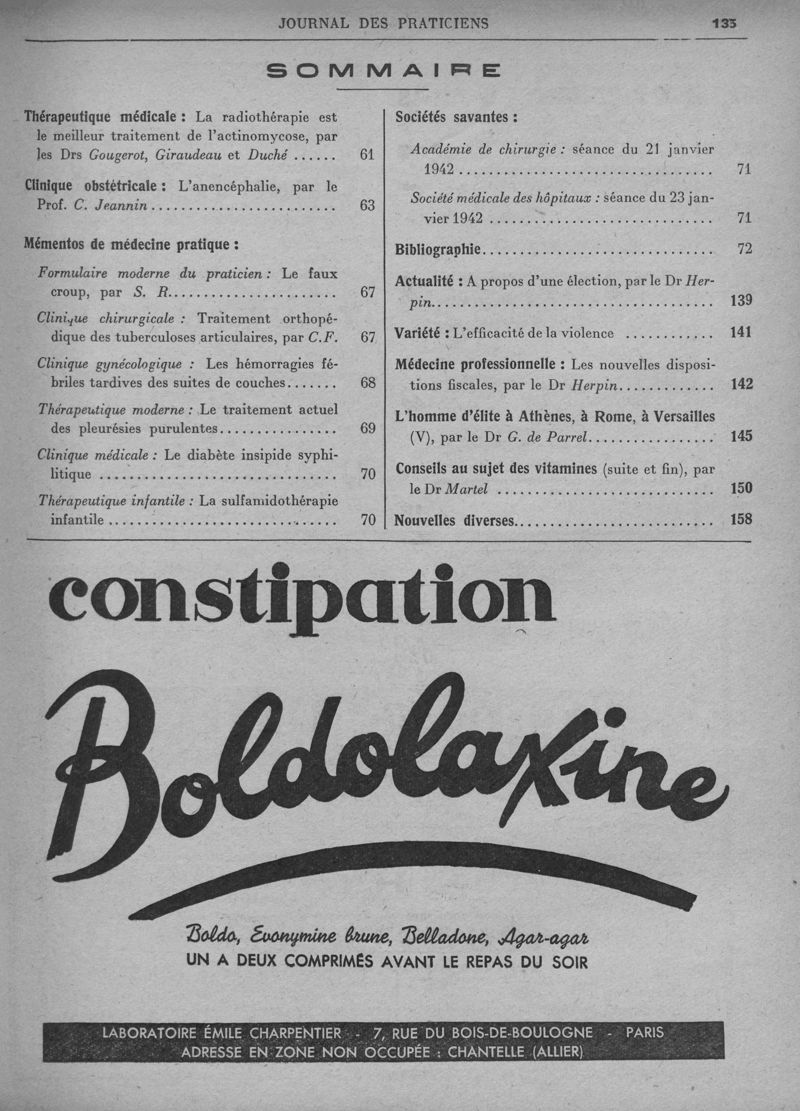 JOURNAL DES PRATICIENS 135
SOMMAIRE
Thérapeutique médicale : La radiothérapie est
le meilleur traitement de l'actinomycose, par
les Drs Gougerot, Giraudeau et Duché ...... 61
Clinique obstétricale : L'anencéphalie, par le
Prof. C. Jeannin ........................ 63
Mémentos de médecine pratique :
Formulaire moderne du praticien : Le faux
croup, par S. R...................... 67
Clinique chirurgicale : Traitement orthopé-
dique des tuberculoses articulaires, par C.F. 67
Clinique gynécologique : Les hémorragies fé-
briles tardives des suites de couches....... 68
Thérapeutique moderne : Le traitement actuel
des pleurésies purulentes................ 69
Clinique médicale : Le diabète insipide syphi-
litique ............................... 70
Thérapeutique infantile : La sulfamidothérapie
infantile .............................. 70
Sociétés savantes :
Académie de chirurgie : séance du 21 janvier
1942 ................................. 71
Société médicale des hôpitaux : séance du 23 jan-
vier 1942 ............................. 71
Bibliographie.............................. 72
Actualité : A propos d'une élection, par le Dr Her-
pin..................................... 139
Variété : L'efficacité de la violence ............ 141
Médecine professionnelle : Les nouvelles disposi-
tions fiscales, par le Dr Herpin............. 142
L'homme d'élite à Athènes, à Rome, à Versailles
(V), par le Dr G. de Parrel................. 145
Conseils au sujet des vitamines (suite et fin), par
le Dr Martel ............................ 150
Nouvelles diverses.......................... 158
constipation
Boldolaxine
Boldo, Evonymine brune, Belladone, Agar-agar
UN A DEUX COMPRIMÉS AVANT LE REPAS DU SOIR
LABORATOIRE ÉMILE CHARPENTIER - 7, RUE DU BOIS-DE-BOULOGNE - PARIS
ADRESSE EN ZONE NON OCCUPÉE : CHANTELLE (ALLIER)